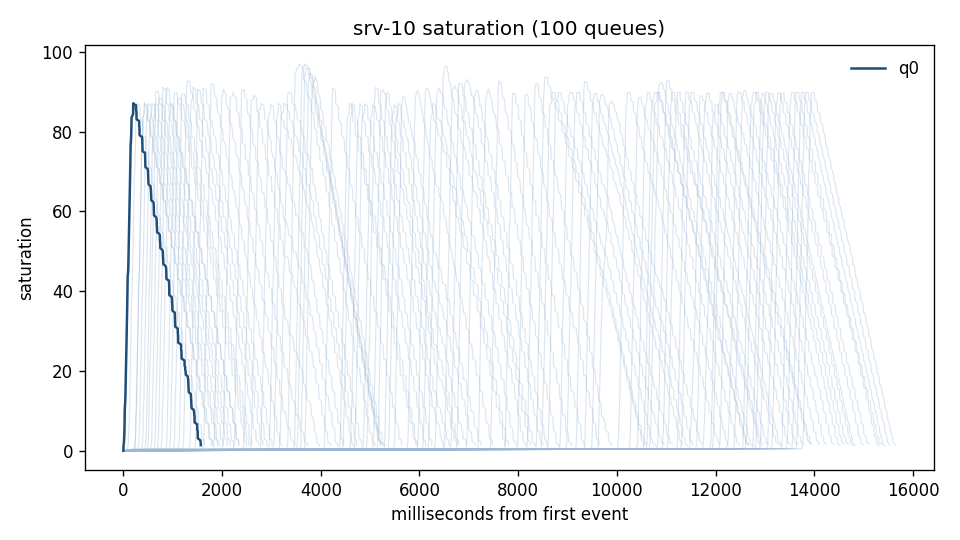 srv-10 saturation (100 queues)
q0
100
80
60
40
20
0
saturation
0 2000 4000 6000 8000 10000 12000 14000 16000
milliseconds from first event